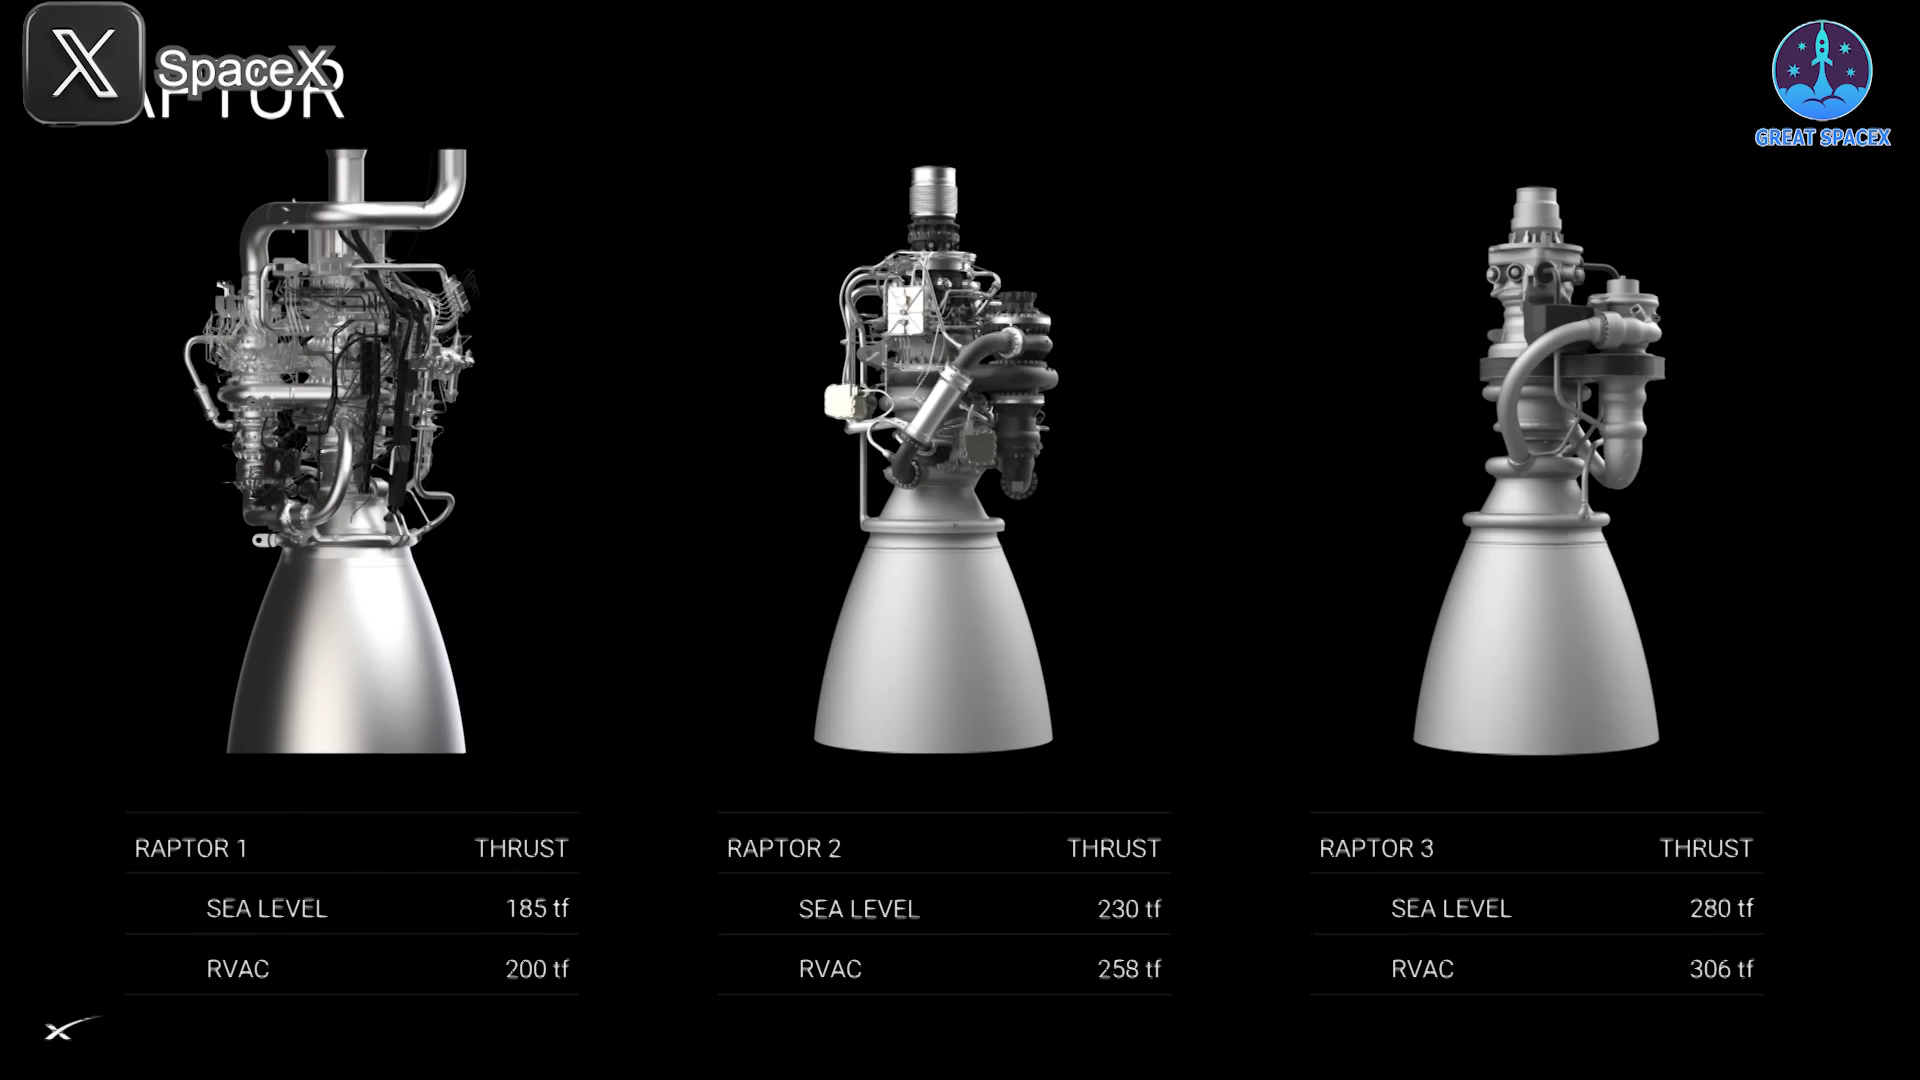 SpaceX
RAPTOR
GREAT SPACEX
RAPTOR 1 THRUST
SEA LEVEL 185 tf
RVAC 200 tf
RAPTOR 2 THRUST
SEA LEVEL 230 tf
RVAC 258 tf
RAPTOR 3 THRUST
SEA LEVEL 280 tf
RVAC 306 tf